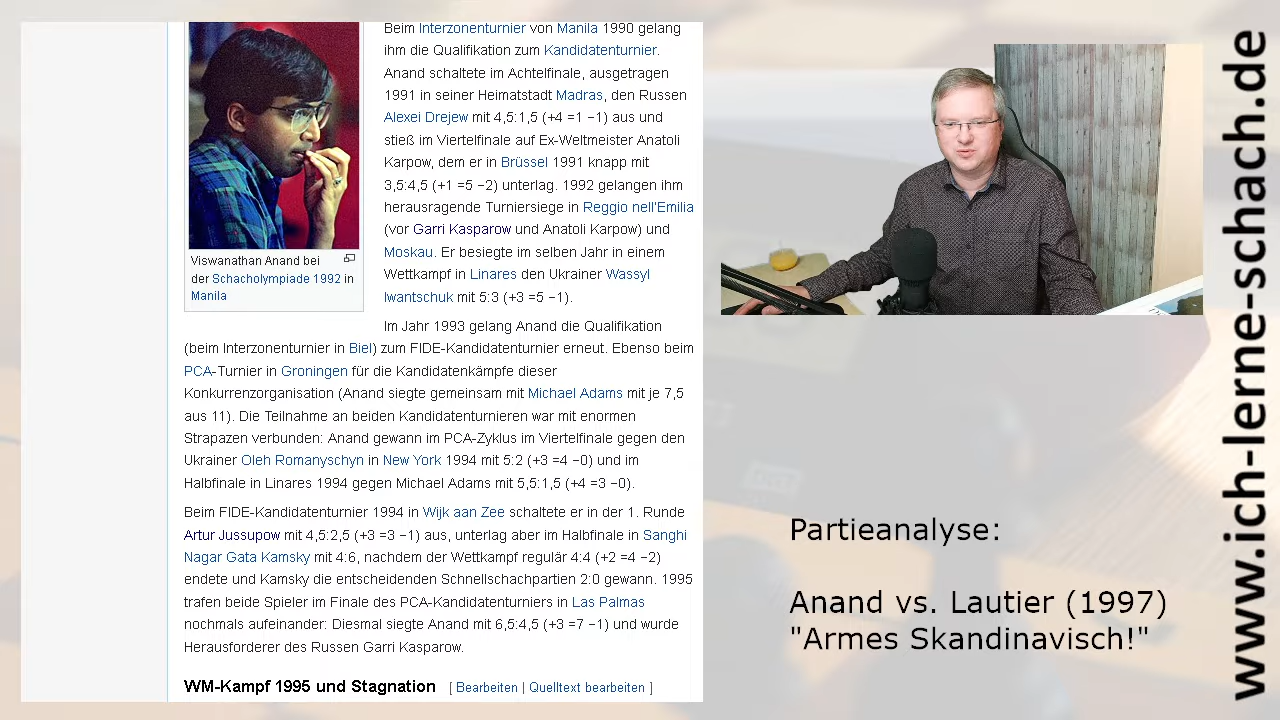 Beim Interzonenturnier von Manila 1990 gelang
ihm die Qualifikation zum Kandidatenturnier.
Anand schaltete im Achtelfinale, ausgetragen
1991 in seiner Heimatstadt Madras, den Russen
Alexei Drejew mit 4,5:1,5 (+4 =1 −1) aus und
stieß im Viertelfinale auf Ex-Weltmeister Anatoli
Karpow, dem er in Brüssel 1991 knapp mit
3,5:4,5 (+1 =5 −2) unterlag. 1992 gelangen ihm
herausragende Turniersiege in Reggio nell'Emilia
(vor Garri Kasparow und Anatoli Karpow) und
Moskau. Er besiegte im selben Jahr in einem
Wettkampf in Linares den Ukrainer Wassyl
Iwantschuk mit 5:3 (+3 =5 −1).
Viswanathan Anand bei
der Schacholympiade 1992 in
Manila
Im Jahr 1993 gelang Anand die Qualifikation
(beim Interzonenturnier in Biel) zum FIDE-Kandidatenturnier erneut. Ebenso beim
PCA-Turnier in Groningen für die Kandidatenkämpfe dieser
Konkurrenzorganisation (Anand siegte gemeinsam mit Michael Adams mit je 7,5
aus 11). Die Teilnahme an beiden Kandidatenturnieren war mit enormen
Strapazen verbunden: Anand gewann im PCA-Zyklus im Viertelfinale gegen den
Ukrainer Oleh Romanyschyn in New York 1994 mit 5:2 (+3 =4 −0) und im
Halbfinale in Linares 1994 gegen Michael Adams mit 5,5:1,5 (+4 =3 −0).
Beim FIDE-Kandidatenturnier 1994 in Wijk aan Zee schaltete er in der 1. Runde
Artur Jussupow mit 4,5:2,5 (+3 =3 −1) aus, unterlag aber im Halbfinale in Sanghi
Nagar Gata Kamsky mit 4:6, nachdem der Wettkampf regulär 4:4 (+2 =4 −2)
endete und Kamsky die entscheidenden Schnellschachpartien 2:0 gewann. 1995
trafen beide Spieler im Finale des PCA-Kandidatenturniers in Las Palmas
nochmals aufeinander: Diesmal siegte Anand mit 6,5:4,5 (+3 =7 −1) und wurde
Herausforderer des Russen Garri Kasparow.
WM-Kampf 1995 und Stagnation [ Bearbeiten | Quelltext bearbeiten ]
Partieanalyse:
Anand vs. Lautier (1997)
"Armes Skandinavisch!"
www.ich-lerne-schach.de